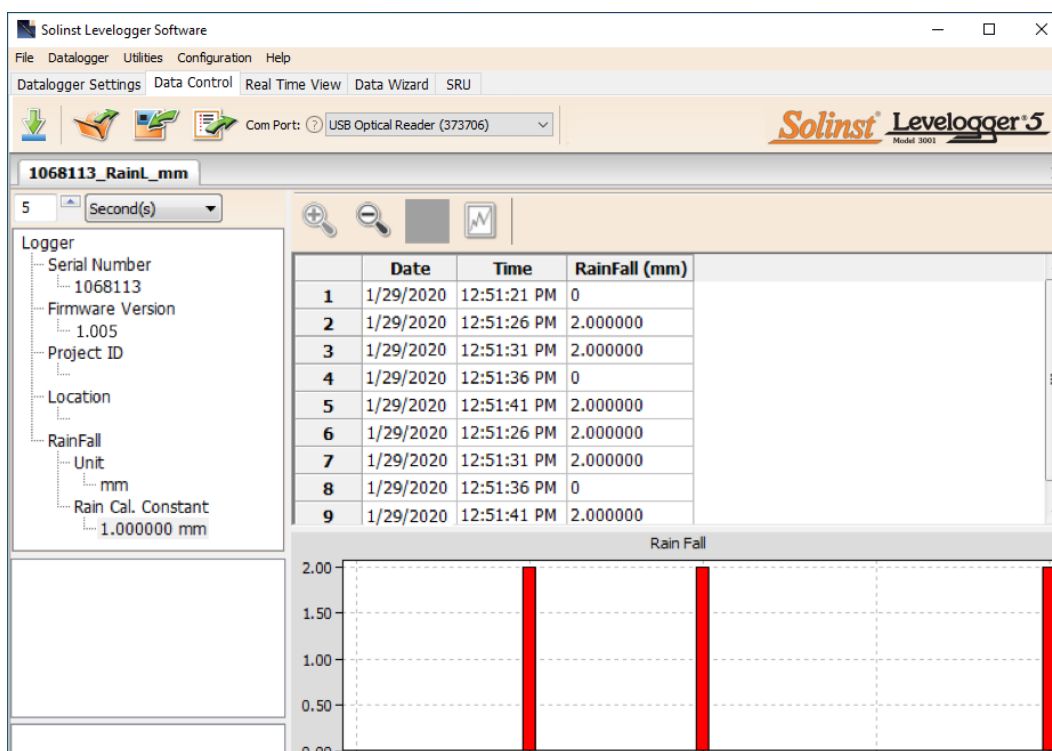 Solinst Levelogger Software
File Datalogger Utilities Configuration Help
Datalogger Settings Data Control Real Time View Data Wizard SRU
Com Port: ? USB Optical Reader (373706)
Solinst® Levelogger®5
Model 3001
1068113_RainL_mm
5 Second(s)
Logger
Serial Number
1068113
Firmware Version
1.005
Project ID
Location
RainFall
Unit
mm
Rain Cal. Constant
1.000000 mm
Date Time RainFall (mm)
1 1/29/2020 12:51:21 PM 0
2 1/29/2020 12:51:26 PM 2.000000
3 1/29/2020 12:51:31 PM 2.000000
4 1/29/2020 12:51:36 PM 0
5 1/29/2020 12:51:41 PM 2.000000
6 1/29/2020 12:51:26 PM 2.000000
7 1/29/2020 12:51:31 PM 2.000000
8 1/29/2020 12:51:36 PM 0
9 1/29/2020 12:51:41 PM 2.000000
Rain Fall
2.00
1.50
1.00
0.50
0.00